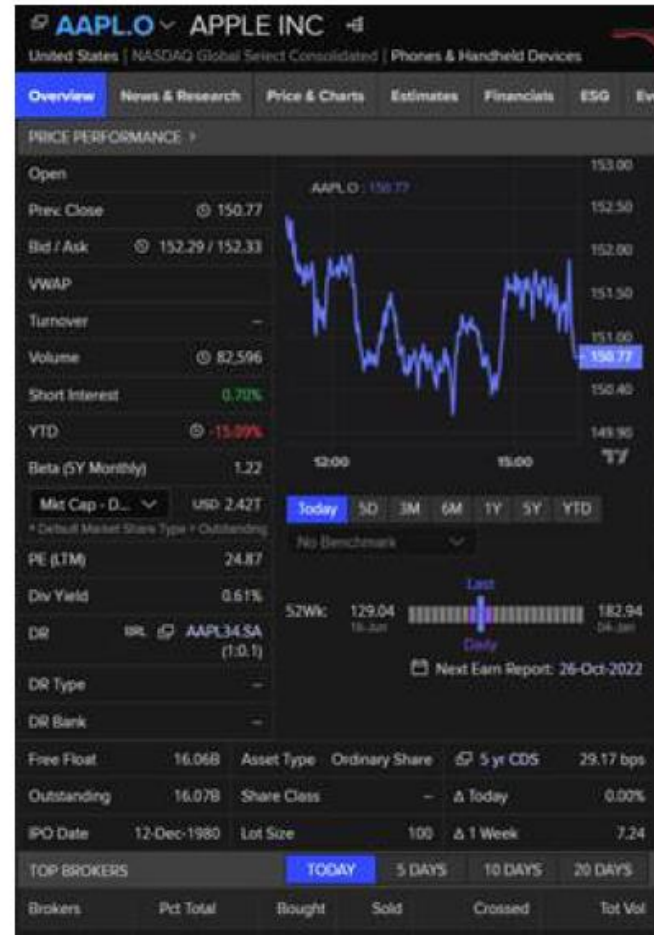 AAPL.O APPLE INC
United States | NASDAQ Global Select Consolidated | Phones & Handheld Devices
Overview News & Research Price & Charts Estimates Financials ESG Ev
PRICE PERFORMANCE
Open
Prev. Close 150.77
Bid / Ask 152.29 / 152.33
VWAP
Turnover –
Volume 82,596
Short Interest 0.70%
YTD -15.09%
Beta (5Y Monthly) 1.22
Mkt Cap - D... USD 2.42T
* Default Market Share Type = Outstanding
PE (LTM) 24.87
Div Yield 0.61%
DR BRL AAPL34.SA
(1:0.1)
DR Type –
DR Bank –
AAPL.O : 150.77
153.00
152.50
152.00
151.50
151.00
150.77
150.40
149.90
12:00 15:00
Today 5D 3M 6M 1Y 5Y YTD
No Benchmark
Last
52Wk: 129.04 182.94
16-Jun 04-Jan
Daily
Next Earn Report: 26-Oct-2022
Free Float 16.06B Asset Type Ordinary Share 5 yr CDS 29.17 bps
Outstanding 16.07B Share Class – Δ Today 0.00%
IPO Date 12-Dec-1980 Lot Size 100 Δ 1 Week 7.24
TOP BROKERS TODAY 5 DAYS 10 DAYS 20 DAYS
Brokers Pct Total Bought Sold Crossed Tot Vol